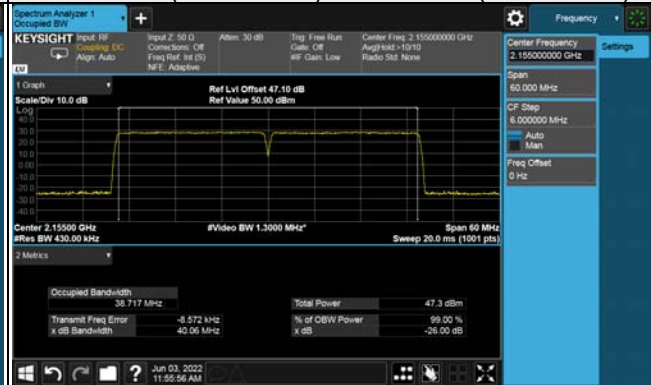 Spectrum Analyzer 1
Occupied BW
+
Frequency
KEYSIGHT
Input: RF
Coupling: DC
Align: Auto
Input Z: 50 Ω
Corrections: Off
Freq Ref: Int (S)
NFE: Adaptive
Atten: 30 dB
Trig: Free Run
Gate: Off
#IF Gain: Low
Center Freq: 2.155000000 GHz
Avg|Hold:>10/10
Radio Std: None
Center Frequency
2.155000000 GHz
Settings
Span
60.000 MHz
CF Step
6.000000 MHz
Auto
Man
Freq Offset
0 Hz
1 Graph
Scale/Div 10.0 dB
Ref Lvl Offset 47.10 dB
Ref Value 50.00 dBm
Log
40.0
30.0
20.0
10.0
0.00
-10.0
-20.0
-30.0
-40.0
Center 2.15500 GHz
#Res BW 430.00 kHz
#Video BW 1.3000 MHz*
Span 60 MHz
Sweep 20.0 ms (1001 pts)
2 Metrics
Occupied Bandwidth
38.717 MHz
Total Power 47.3 dBm
Transmit Freq Error -8.572 kHz
% of OBW Power 99.00 %
x dB Bandwidth 40.06 MHz
x dB -26.00 dB
?
Jun 03, 2022
11:55:56 AM